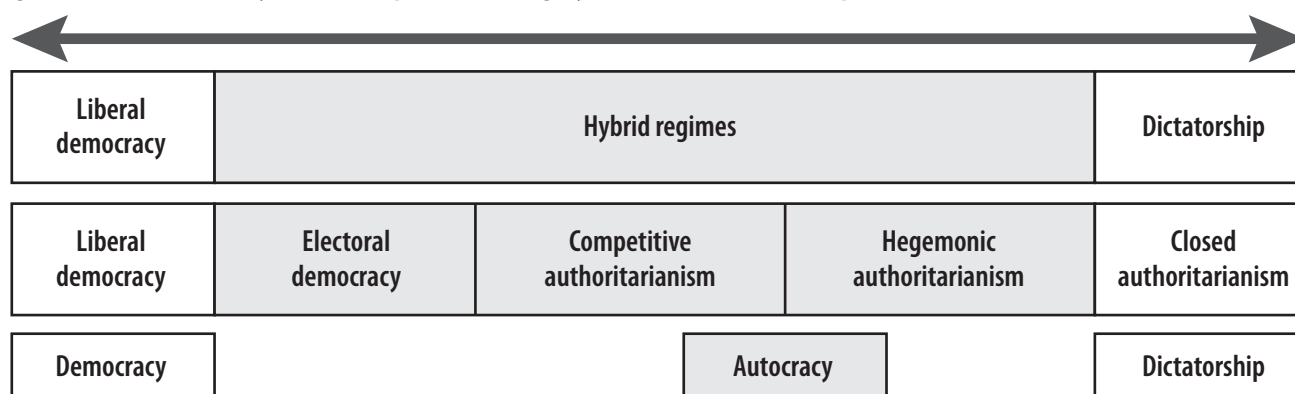 Liberal
democracy
Hybrid regimes
Dictatorship
Liberal
democracy
Electoral
democracy
Competitive
authoritarianism
Hegemonic
authoritarianism
Closed
authoritarianism
Democracy
Autocracy
Dictatorship